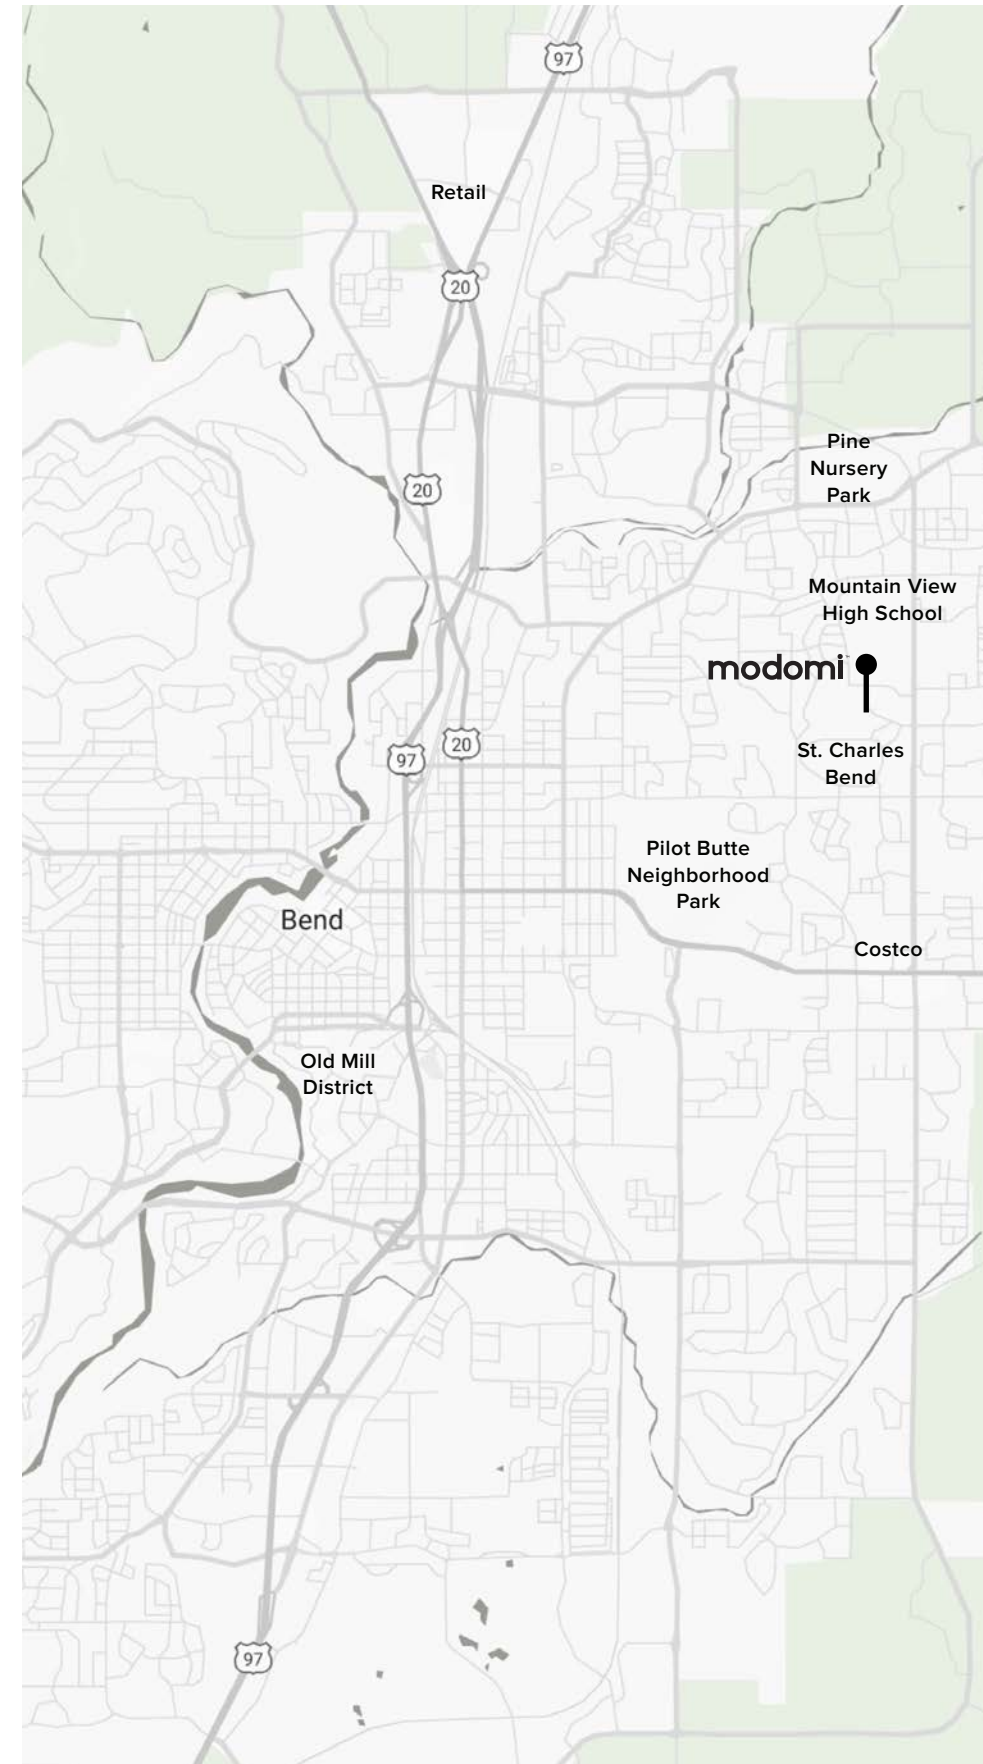 97
Retail
20
Pine
Nursery
Park
20
Mountain View
High School
modomi™
20
97
St. Charles
Bend
Pilot Butte
Neighborhood
Park
Bend
Costco
Old Mill
District
97